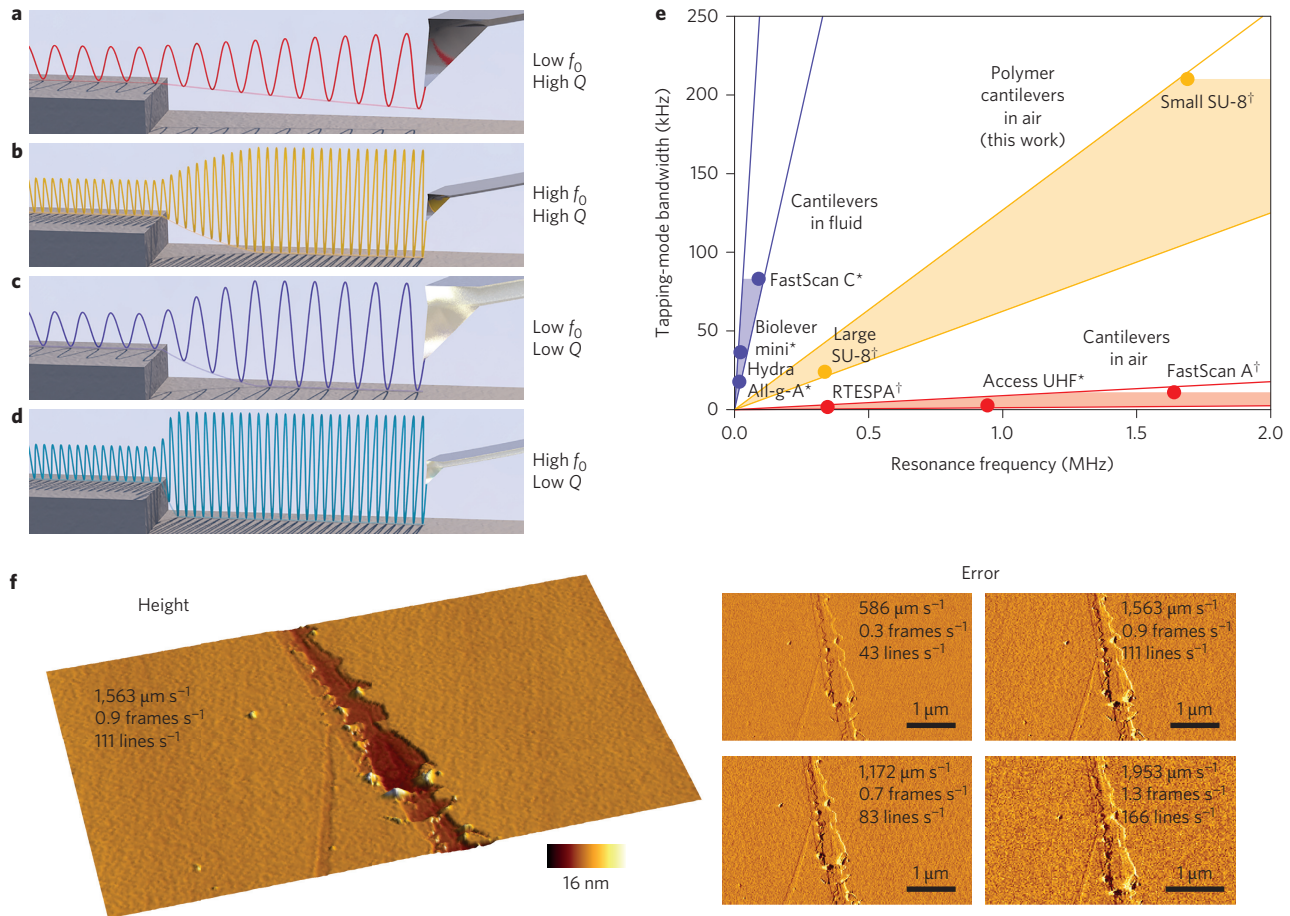 a
Low f₀
High Q
b
High f₀
High Q
c
Low f₀
Low Q
d
High f₀
Low Q
e
250
200
150
100
50
0
Tapping-mode bandwidth (kHz)
Polymer
cantilevers
in air
(this work)
Small SU-8†
Cantilevers
in fluid
FastScan C*
Biolever
mini*
Hydra
All-g-A*
Large
SU-8†
RTESPA†
Access UHF*
Cantilevers
in air
FastScan A†
0.0
0.5
1.0
1.5
2.0
Resonance frequency (MHz)
f
Height
1,563 µm s⁻¹
0.9 frames s⁻¹
111 lines s⁻¹
16 nm
Error
586 µm s⁻¹
0.3 frames s⁻¹
43 lines s⁻¹
1 µm
1,563 µm s⁻¹
0.9 frames s⁻¹
111 lines s⁻¹
1 µm
1,172 µm s⁻¹
0.7 frames s⁻¹
83 lines s⁻¹
1 µm
1,953 µm s⁻¹
1.3 frames s⁻¹
166 lines s⁻¹
1 µm